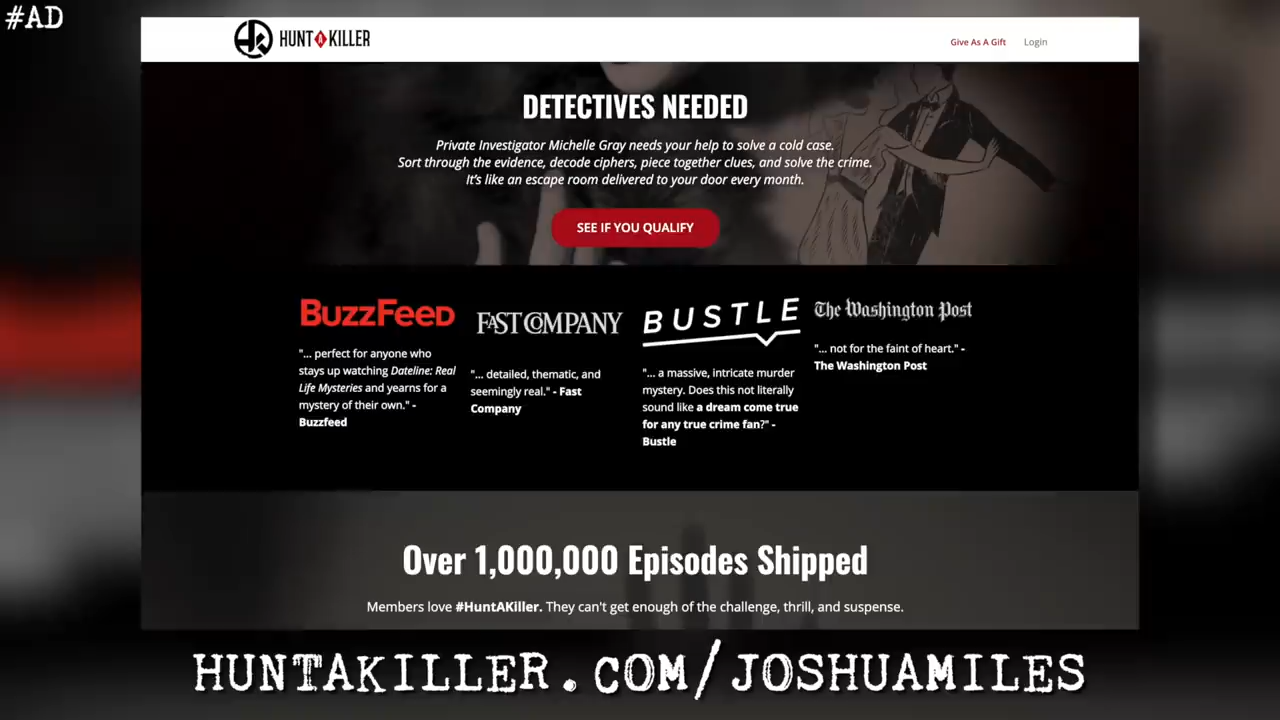 #AD
HUNT A KILLER
Give As A Gift
Login
DETECTIVES NEEDED
Private Investigator Michelle Gray needs your help to solve a cold case.
Sort through the evidence, decode ciphers, piece together clues, and solve the crime.
It's like an escape room delivered to your door every month.
SEE IF YOU QUALIFY
BUZZFEED
"... perfect for anyone who
stays up watching Dateline: Real
Life Mysteries and yearns for a
mystery of their own." -
Buzzfeed
FAST COMPANY
"... detailed, thematic, and
seemingly real." - Fast
Company
BUSTLE
"... a massive, intricate murder
mystery. Does this not literally
sound like a dream come true
for any true crime fan?" -
Bustle
The Washington Post
"... not for the faint of heart." -
The Washington Post
Over 1,000,000 Episodes Shipped
Members love #HuntAKiller. They can't get enough of the challenge, thrill, and suspense.
HUNTAKILLER.COM/JOSHUAMILES